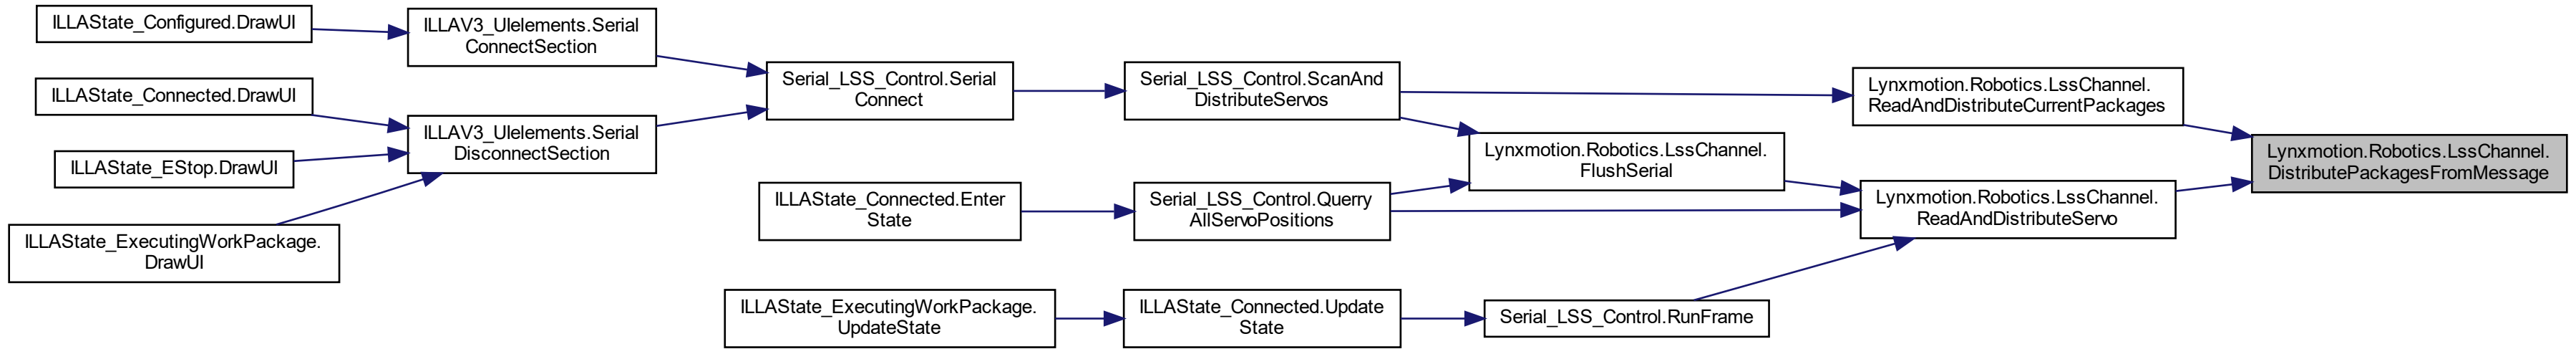 ILLAState_Configured.DrawUI
ILLAV3_UIelements.Serial
ConnectSection
ILLAState_Connected.DrawUI
Serial_LSS_Control.Serial
Connect
Serial_LSS_Control.ScanAnd
DistributeServos
Lynxmotion.Robotics.LssChannel.
ReadAndDistributeCurrentPackages
ILLAV3_UIelements.Serial
DisconnectSection
ILLAState_EStop.DrawUI
Lynxmotion.Robotics.LssChannel.
FlushSerial
Lynxmotion.Robotics.LssChannel.
DistributePackagesFromMessage
ILLAState_Connected.Enter
State
Serial_LSS_Control.Querry
AllServoPositions
Lynxmotion.Robotics.LssChannel.
ReadAndDistributeServo
ILLAState_ExecutingWorkPackage.
DrawUI
ILLAState_ExecutingWorkPackage.
UpdateState
ILLAState_Connected.Update
State
Serial_LSS_Control.RunFrame